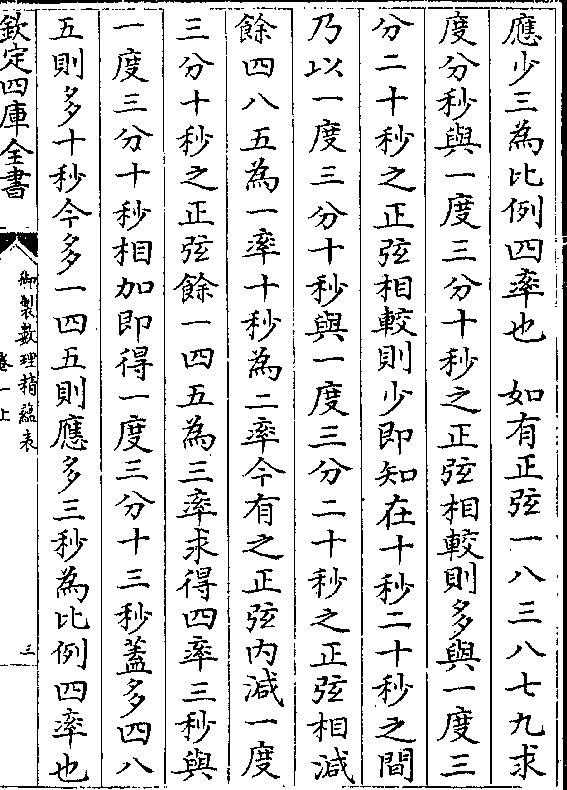 應少三為比例四率也　如有正弦一八三八七九求
度分秒與一度三分十秒之正弦相較則多與一度三
分二十秒之正弦相較則少即知在十秒二十秒之間
乃以一度三分十秒與一度三分二十秒之正弦相減
餘四八五為一率十秒為二率今有之正弦內減一度
三分十秒之正弦餘一四五為三率求得四率三秒與
一度三分十秒相加即得一度三分十三秒蓋多四八
五則多十秒今多一四五則應多三秒為比例四率也
欽定四庫全書
御製數理精蘊表
卷一上
三